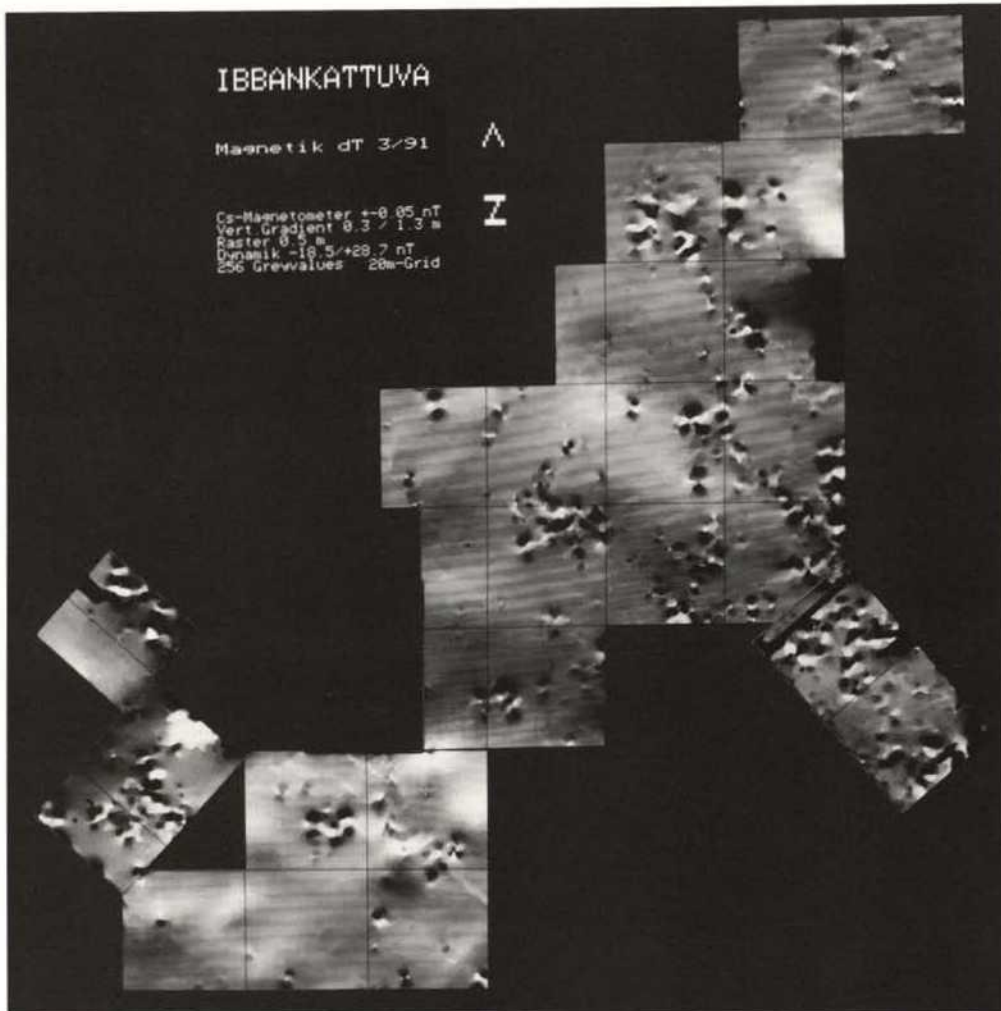 IBBANKATTUVA
Magnetik dT 3/91
Λ
Z
Cs-Magnetometer +-0.05 nT
Vert.Gradient 0.3 / 1.3 m
Raster 0.5 m
Dynamik -18.5/+28.7 nT
256 Greyvalues 20m-Grid